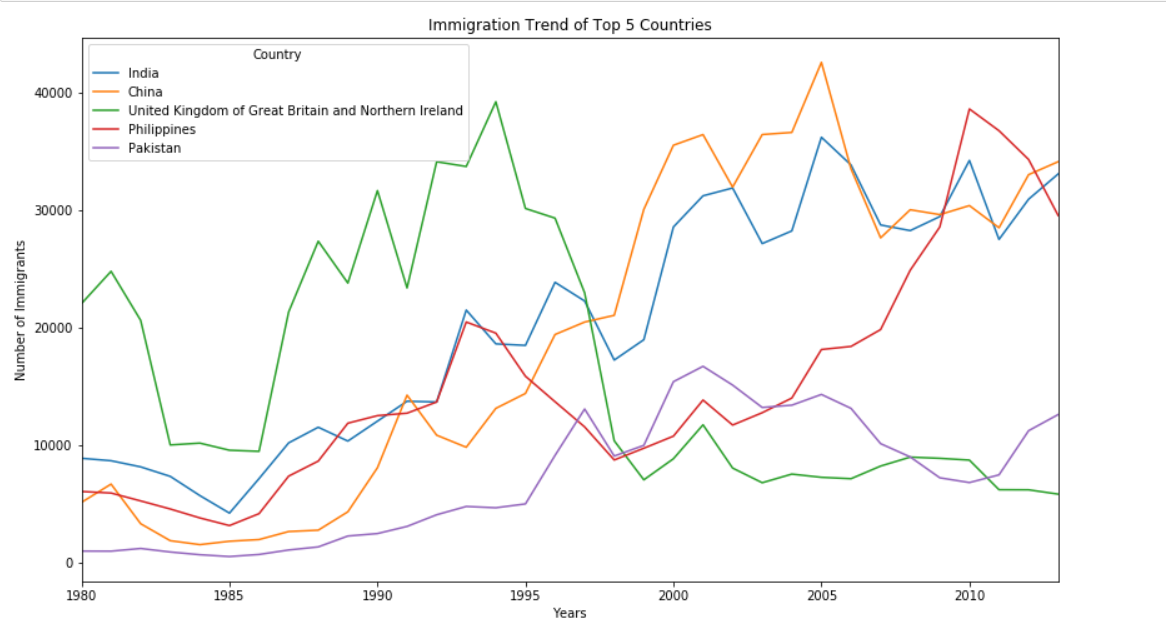 Immigration Trend of Top 5 Countries
Country
India
China
United Kingdom of Great Britain and Northern Ireland
Philippines
Pakistan
Number of Immigrants
40000
30000
20000
10000
0
1980 1985 1990 1995 2000 2005 2010
Years